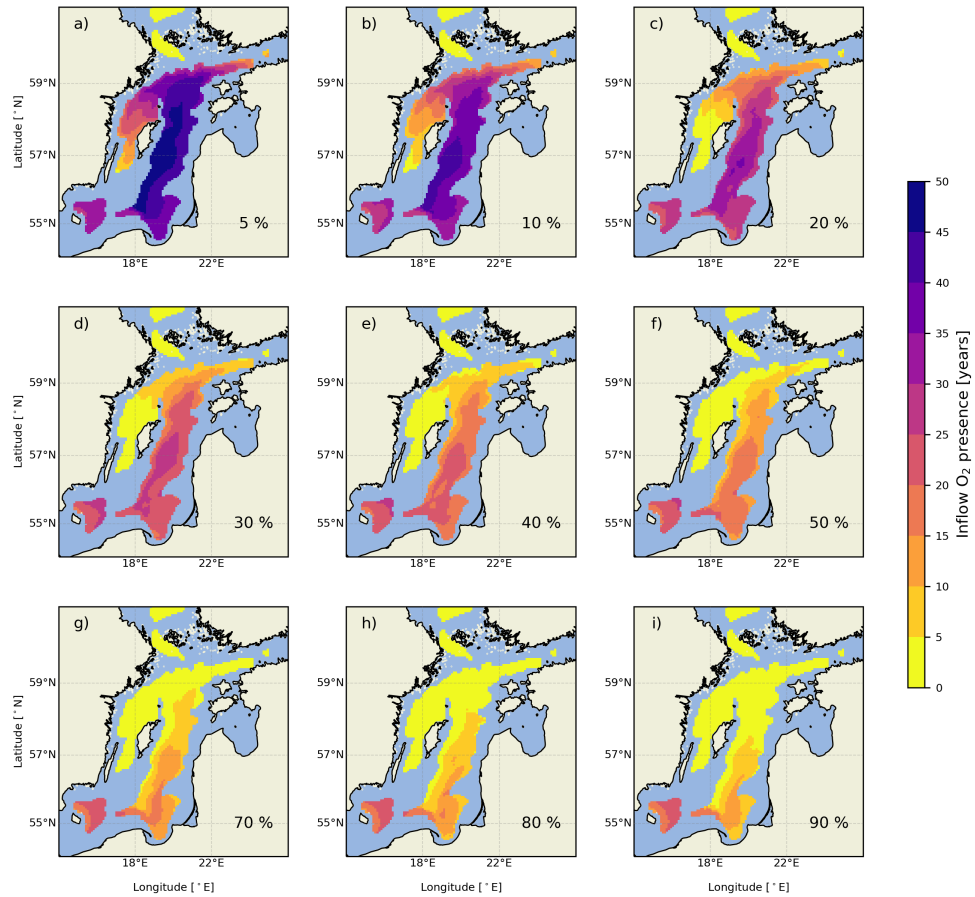 a)
b)
c)
59°N
59°N
59°N
Latitude [°N]
57°N
57°N
57°N
55°N
5 %
55°N
10 %
55°N
20 %
18°E
22°E
18°E
22°E
18°E
22°E
50
45
40
35
30
25
20
15
10
5
0
Inflow O₂ presence [years]
d)
e)
f)
59°N
59°N
59°N
Latitude [°N]
57°N
57°N
57°N
55°N
30 %
55°N
40 %
55°N
50 %
18°E
22°E
18°E
22°E
18°E
22°E
g)
h)
i)
59°N
59°N
59°N
Latitude [°N]
57°N
57°N
57°N
55°N
70 %
55°N
80 %
55°N
90 %
18°E
22°E
18°E
22°E
18°E
22°E
Longitude [°E]
Longitude [°E]
Longitude [°E]